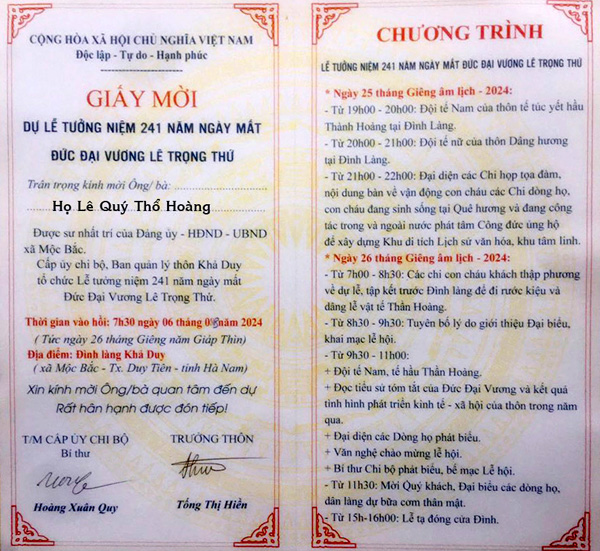 CỘNG HÒA XÃ HỘI CHỦ NGHĨA VIỆT NAM
Độc lập - Tự do - Hạnh phúc
GIẤY MỜI
DỰ LỄ TƯỞNG NIỆM 241 NĂM NGÀY MẤT
ĐỨC ĐẠI VƯƠNG LÊ TRỌNG THỨ
Trân trọng kính mời Ông/ bà:
Họ Lê Quý Thổ Hoàng
Được sự nhất trí của Đảng ủy - HĐND - UBND
xã Mộc Bắc.
Cấp ủy chi bộ, Ban quản lý thôn Khả Duy
tổ chức Lễ tưởng niệm 241 năm ngày mất
Đức Đại Vương Lê Trọng Thứ.
Thời gian vào hồi: 7h30 ngày 06 tháng 03 năm 2024
( Tức ngày 26 tháng Giêng năm Giáp Thìn)
Địa điểm: Đình làng Khả Duy
( xã Mộc Bắc - Tx. Duy Tiên - tỉnh Hà Nam)
Xin kính mời Ông/bà quan tâm đến dự
Rất hân hạnh được đón tiếp!
T/M CẤP ỦY CHI BỘ
Bí thư
Hoàng Xuân Quy
TRƯỞNG THÔN
Tống Thị Hiền
CHƯƠNG TRÌNH
LỄ TƯỞNG NIỆM 241 NĂM NGÀY MẤT ĐỨC ĐẠI VƯƠNG LÊ TRỌNG THỨ
* Ngày 25 tháng Giêng âm lịch - 2024:
- Từ 19h00 - 20h00: Đội tế Nam của thôn tế túc yết hầu
Thành Hoàng tại Đình Làng.
- Từ 20h00 - 21h00: Đội tế nữ của thôn Dâng hương
tại Đình Làng.
- Từ 21h00 - 22h00: Đại diện các Chi họp tọa đàm,
nội dung bàn về vận động con cháu các Chi dòng họ,
con cháu đang sinh sống tại Quê hương và đang công
tác trong và ngoài nước phát tâm Công đức ủng hộ
để xây dựng Khu di tích Lịch sử văn hóa, khu tâm linh.
* Ngày 26 tháng Giêng âm lịch - 2024:
- Từ 7h00 - 8h30: Các chi con cháu khách thập phương
về dự lễ, tập kết trước Đình làng để đi rước kiệu và
dâng lễ vật tế Thần Hoàng.
- Từ 8h30 - 9h30: Tuyên bố lý do giới thiệu Đại biểu,
khai mạc lễ hội.
- Từ 9h30 - 11h00:
+ Đội tế Nam, tế hầu Thần Hoàng.
+ Đọc tiểu sử tóm tắt của Đức Đại Vương và kết quả
tình hình phát triển kinh tế - xã hội của thôn trong năm
qua.
+ Đại diện các Dòng họ phát biểu.
+ Văn nghệ chào mừng lễ hội.
+ Bí thư Chi bộ phát biểu, bế mạc Lễ hội.
- Từ 11h30: Mời Quý khách, Đại biểu các dòng họ,
dân làng dự bữa cơm thân mật.
- Từ 15h-16h00: Lễ tạ đóng cửa Đình.